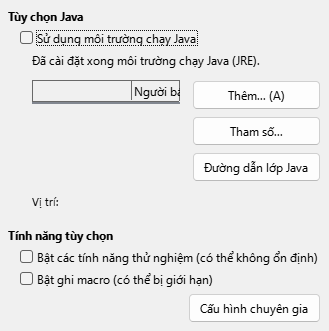 Tùy chọn Java
Sử dụng môi trường chạy Java
Đã cài đặt xong môi trường chạy Java (JRE).
Người
Thêm... (A)
Tham số...
Đường dẫn lớp Java
Vị trí:
Tính năng tùy chọn
Bật các tính năng thử nghiệm (có thể không ổn định)
Bật ghi macro (có thể bị giới hạn)
Cấu hình chuyên gia